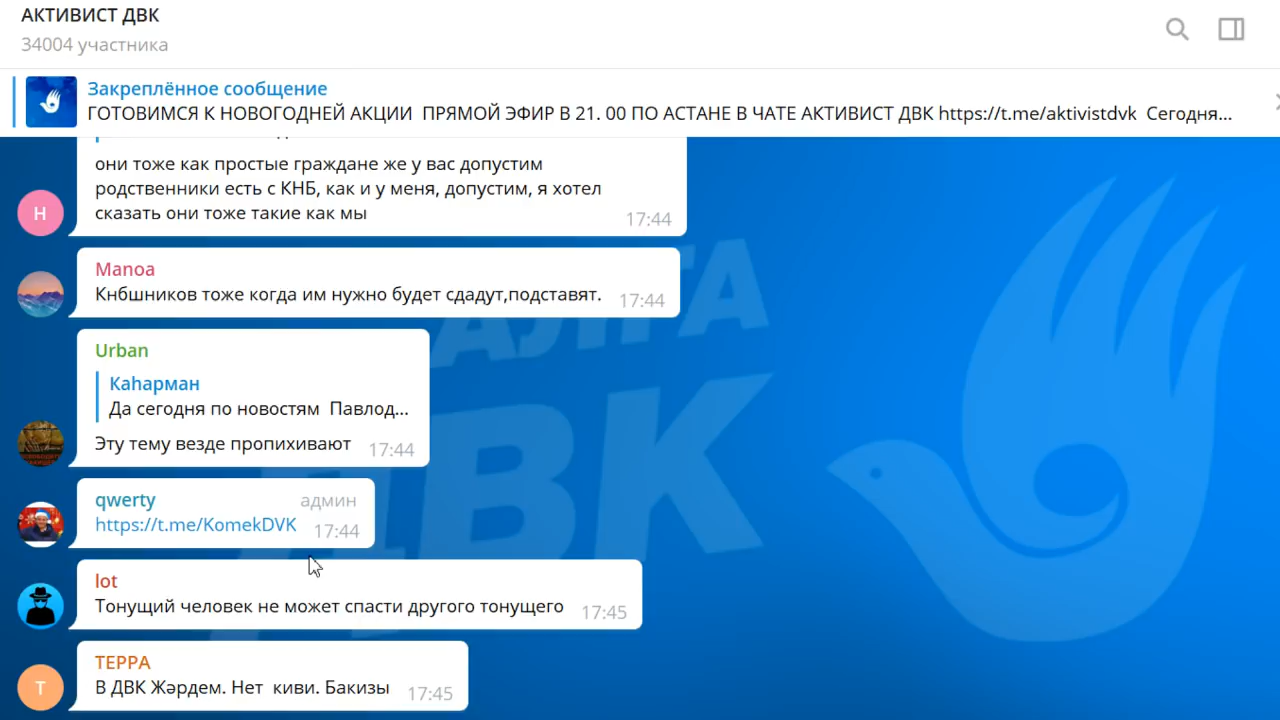 АКТИВИСТ ДВК
34004 участника
Закреплённое сообщение
ГОТОВИМСЯ К НОВОГОДНЕЙ АКЦИИ ПРЯМОЙ ЭФИР В 21. 00 ПО АСТАНЕ В ЧАТЕ АКТИВИСТ ДВК https://t.me/aktivistdvk Сегодня...
они тоже как простые граждане же у вас допустим
родственники есть с КНБ, как и у меня, допустим, я хотел
сказать они тоже такие как мы
17:44
Н
Manoa
Кнбшников тоже когда им нужно будет сдадут,подставят.
17:44
Urban
Каhарман
Да сегодня по новостям Павлод...
Эту тему везде пропихивают
17:44
qwerty админ
https://t.me/KomekDVK
17:44
lot
Тонущий человек не может спасти другого тонущего
17:45
ТЕРРА
В ДВК Жәрдем. Нет киви. Бакизы
17:45
Т
АЛГА
ДВК